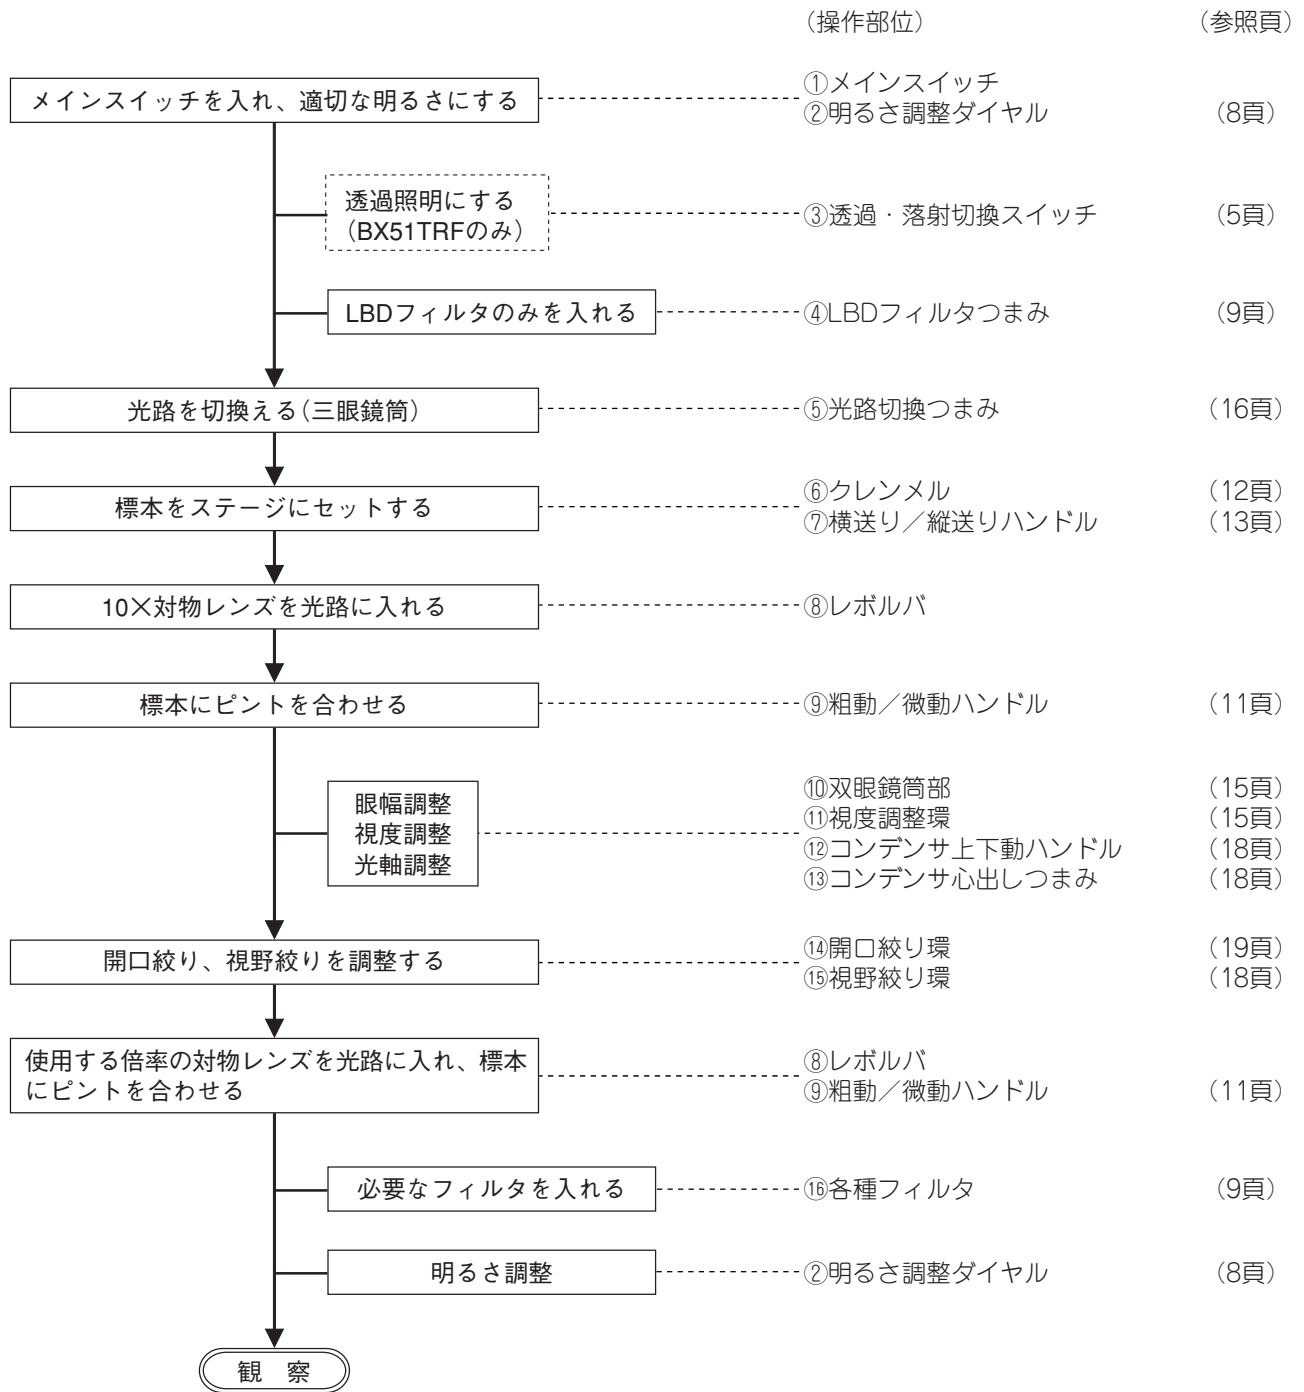 （操作部位） （参照頁）
メインスイッチを入れ、適切な明るさにする
①メインスイッチ
②明るさ調整ダイヤル （8頁）
透過照明にする
（BX51TRFのみ）
③透過・落射切換スイッチ （5頁）
LBDフィルタのみを入れる ④LBDフィルタつまみ （9頁）
光路を切換える（三眼鏡筒） ⑤光路切換つまみ （16頁）
標本をステージにセットする
⑥クレンメル （12頁）
⑦横送り／縦送りハンドル （13頁）
10×対物レンズを光路に入れる ⑧レボルバ
標本にピントを合わせる ⑨粗動／微動ハンドル （11頁）
眼幅調整
視度調整
光軸調整
⑩双眼鏡筒部 （15頁）
⑪視度調整環 （15頁）
⑫コンデンサ上下動ハンドル （18頁）
⑬コンデンサ心出しつまみ （18頁）
開口絞り、視野絞りを調整する
⑭開口絞り環 （19頁）
⑮視野絞り環 （18頁）
使用する倍率の対物レンズを光路に入れ、標本
にピントを合わせる
⑧レボルバ
⑨粗動／微動ハンドル （11頁）
必要なフィルタを入れる ⑯各種フィルタ （9頁）
明るさ調整 ②明るさ調整ダイヤル （8頁）
観　察